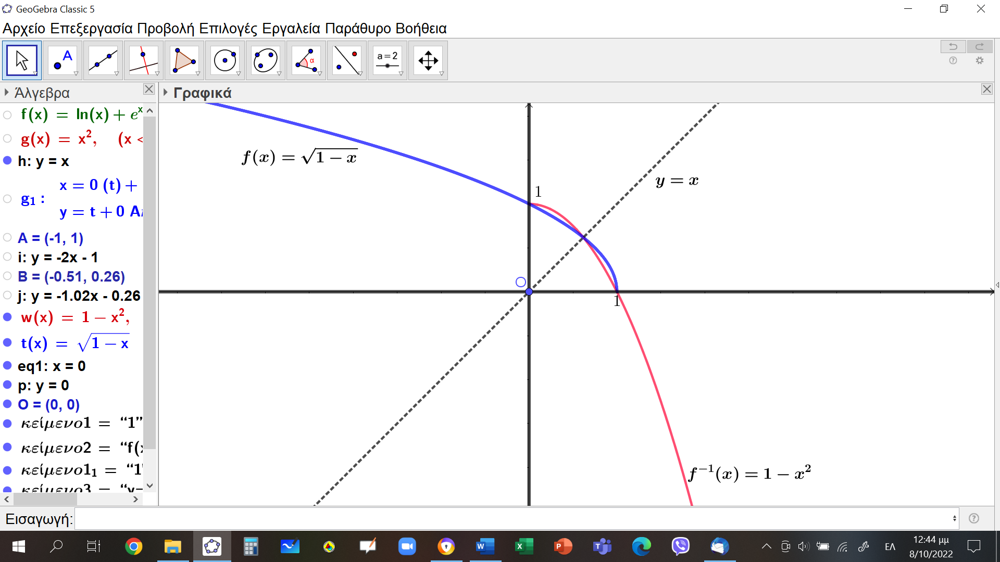 GeoGebra Classic 5
Αρχείο Επεξεργασία Προβολή Επιλογές Εργαλεία Παράθυρο Βοήθεια
A
α
a = 2
Άλγεβρα
Γραφικά
f(x) = ln(x) + eˣ
g(x) = x², (x <
h: y = x
g₁ :
x = 0 (t) +
y = t + 0
A = (-1, 1)
i: y = -2x - 1
B = (-0.51, 0.26)
j: y = -1.02x - 0.26
w(x) = 1 − x²,
t(x) = √(1 − x)
eq1: x = 0
p: y = 0
O = (0, 0)
κείμενο1 = “1”
κείμενο2 = “f(x
κείμενο1₁ = “1”
κείμενο3 = “y=
f(x) = √(1 − x)
1
y = x
O
1
f⁻¹(x) = 1 − x²
Εισαγωγή:
ΕΛ
12:44 μμ
8/10/2022